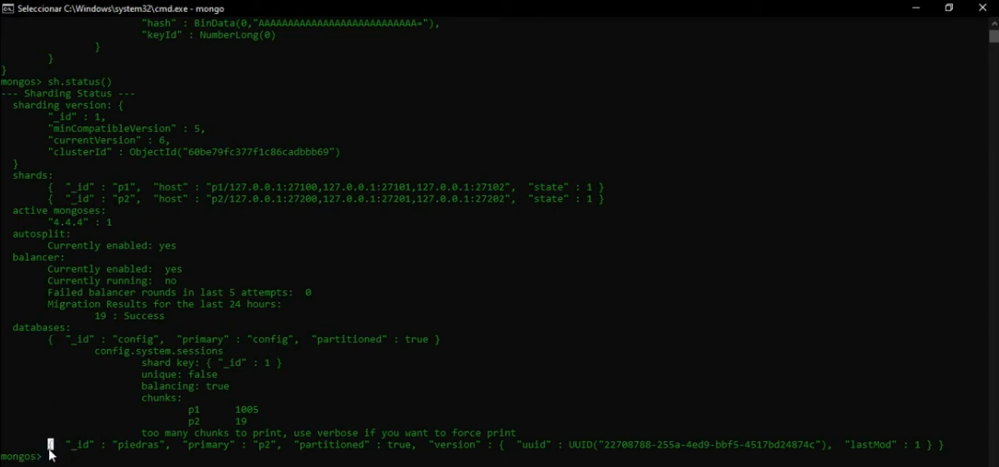 Seleccionar C:\Windows\system32\cmd.exe - mongo
"hash" : BinData(0,"AAAAAAAAAAAAAAAAAAAAAAAAAAA="),
"keyId" : NumberLong(0)
}
}
}
mongos> sh.status()
--- Sharding Status ---
sharding version: {
"_id" : 1,
"minCompatibleVersion" : 5,
"currentVersion" : 6,
"clusterId" : ObjectId("60be79fc377f1c86cadbbb69")
}
shards:
{ "_id" : "p1", "host" : "p1/127.0.0.1:27100,127.0.0.1:27101,127.0.0.1:27102", "state" : 1 }
{ "_id" : "p2", "host" : "p2/127.0.0.1:27200,127.0.0.1:27201,127.0.0.1:27202", "state" : 1 }
active mongoses:
"4.4.4" : 1
autosplit:
Currently enabled: yes
balancer:
Currently enabled: yes
Currently running: no
Failed balancer rounds in last 5 attempts: 0
Migration Results for the last 24 hours:
19 : Success
databases:
{ "_id" : "config", "primary" : "config", "partitioned" : true }
config.system.sessions
shard key: { "_id" : 1 }
unique: false
balancing: true
chunks:
p1 1005
p2 19
too many chunks to print, use verbose if you want to force print
{ "_id" : "piedras", "primary" : "p2", "partitioned" : true, "version" : { "uuid" : UUID("22708788-255a-4ed9-bbf5-4517bd24874c"), "lastMod" : 1 } }
mongos>